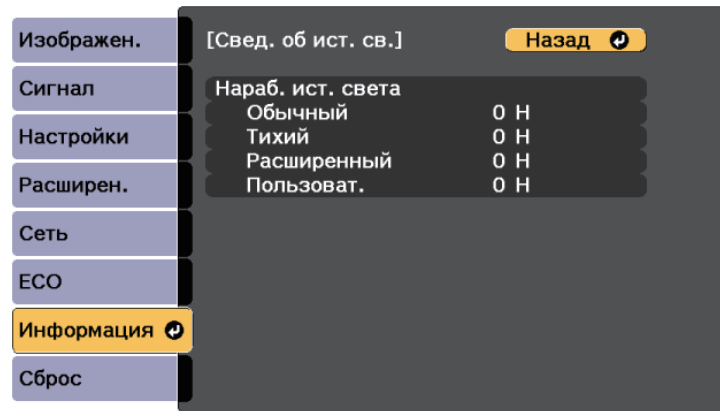 Изображен.
Сигнал
Настройки
Расширен.
Сеть
ECO
Информация
Сброс
[Свед. об ист. св.] Назад
Нараб. ист. света
Обычный 0 H
Тихий 0 H
Расширенный 0 H
Пользоват. 0 H